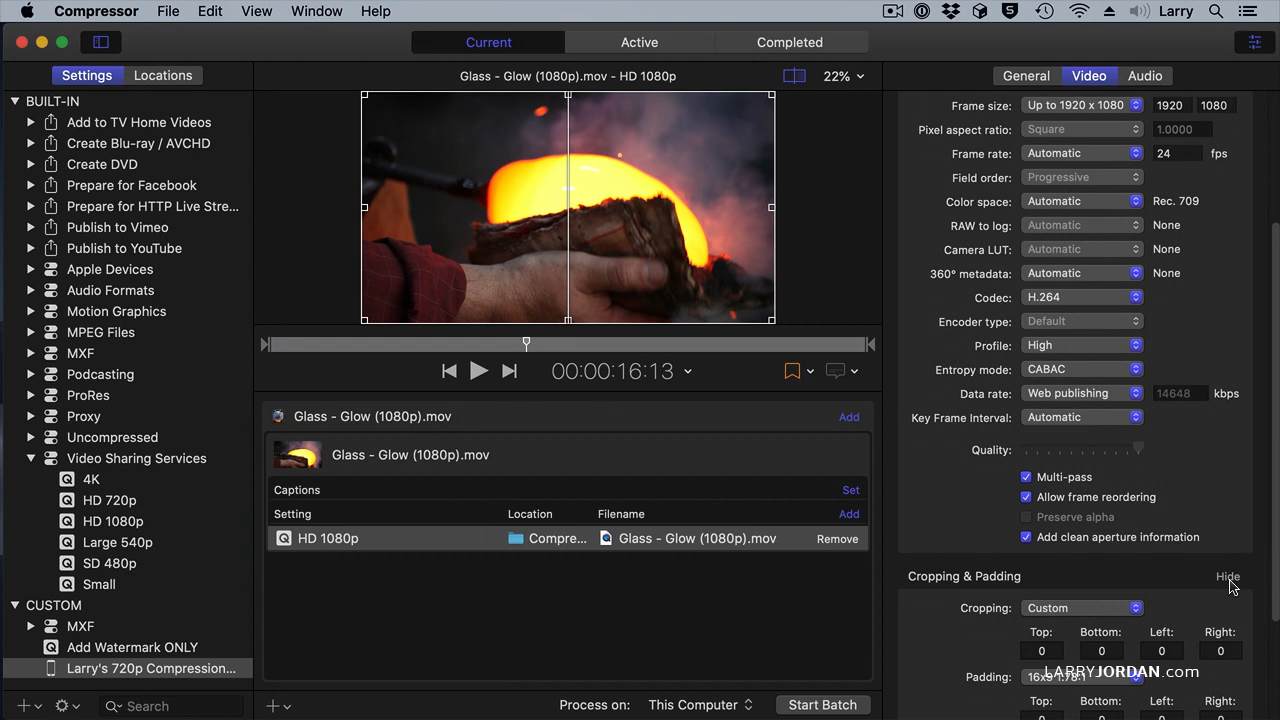 Compressor File Edit View Window Help Larry
Current Active Completed
Settings Locations
BUILT-IN
Add to TV Home Videos
Create Blu-ray / AVCHD
Create DVD
Prepare for Facebook
Prepare for HTTP Live Stre...
Publish to Vimeo
Publish to YouTube
Apple Devices
Audio Formats
Motion Graphics
MPEG Files
MXF
Podcasting
ProRes
Proxy
Uncompressed
Video Sharing Services
4K
HD 720p
HD 1080p
Large 540p
SD 480p
Small
CUSTOM
MXF
Add Watermark ONLY
Larry's 720p Compression...
Search
Glass - Glow (1080p).mov - HD 1080p 22%
00:00:16:13
Glass - Glow (1080p).mov Add
Glass - Glow (1080p).mov
Captions Set
Setting Location Filename Add
HD 1080p Compre... Glass - Glow (1080p).mov Remove
Process on: This Computer Start Batch
General Video Audio
Frame size: Up to 1920 x 1080 1920 1080
Pixel aspect ratio: Square 1.0000
Frame rate: Automatic 24 fps
Field order: Progressive
Color space: Automatic Rec. 709
RAW to log: Automatic None
Camera LUT: Automatic None
360° metadata: Automatic None
Codec: H.264
Encoder type: Default
Profile: High
Entropy mode: CABAC
Data rate: Web publishing 14648 kbps
Key Frame Interval: Automatic
Quality:
Multi-pass
Allow frame reordering
Preserve alpha
Add clean aperture information
Cropping & Padding Hide
Cropping: Custom
Top: Bottom: Left: Right:
0 0 0 0
LARRYJORDAN.com
Padding: 16x9 1.78:1
Top: Bottom: Left: Right: